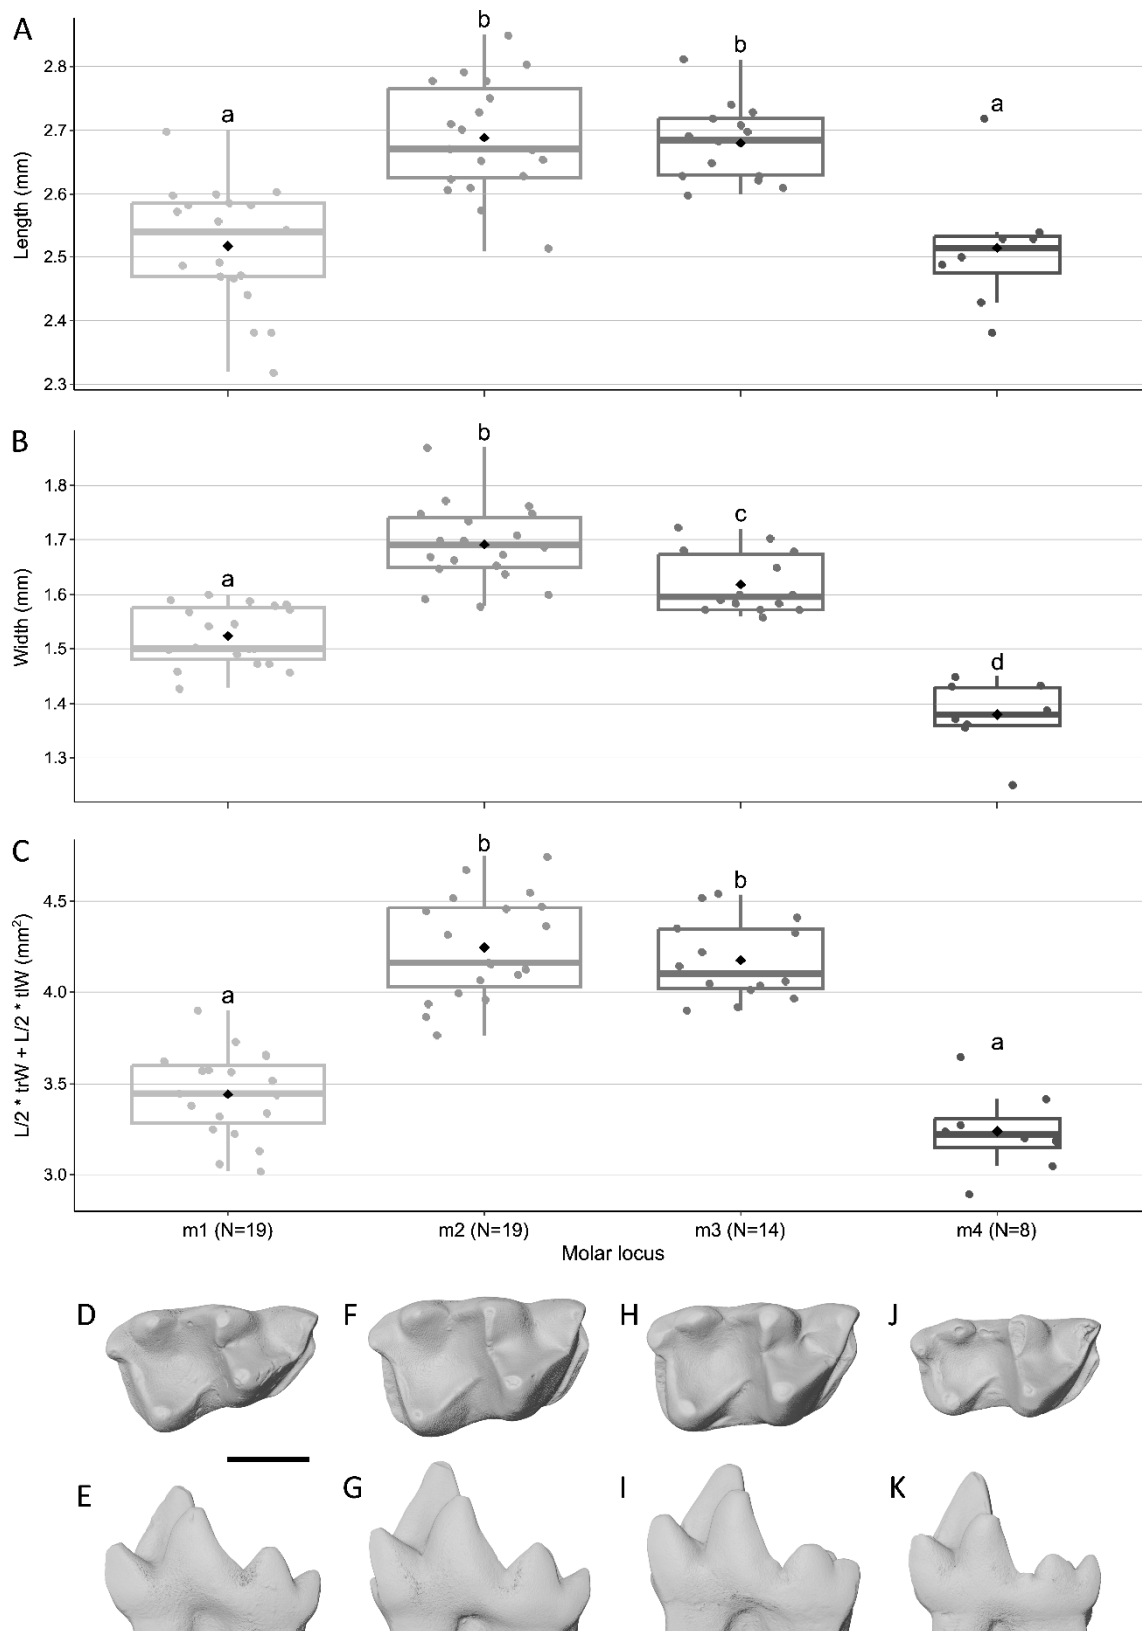 A
b
b
a
a
2.8
2.7
2.6
2.5
2.4
2.3
Length (mm)
B
b
c
a
d
1.8
1.7
1.6
1.5
1.4
1.3
Width (mm)
C
b
b
a
a
4.5
4.0
3.5
3.0
L/2 * trW + L/2 * tlW (mm²)
m1 (N=19) m2 (N=19) m3 (N=14) m4 (N=8)
Molar locus
D F H J
E G I K